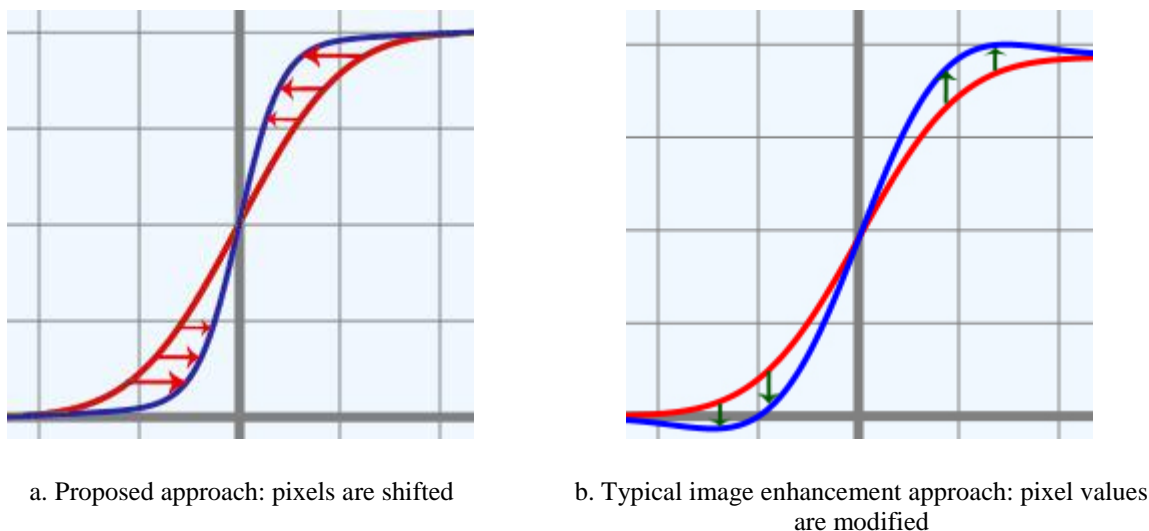 a. Proposed approach: pixels are shifted
b. Typical image enhancement approach: pixel values
are modified